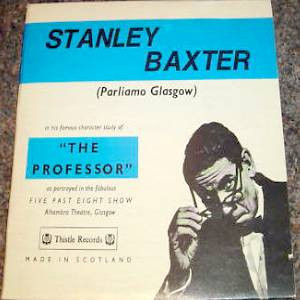 STANLEY
BAXTER
(Parliamo Glasgow)
in his famous character study of
"THE
PROFESSOR"
as portrayed in the fabulous
FIVE PAST EIGHT SHOW
Alhambra Theatre, Glasgow
Thistle Records
MADE IN SCOTLAND